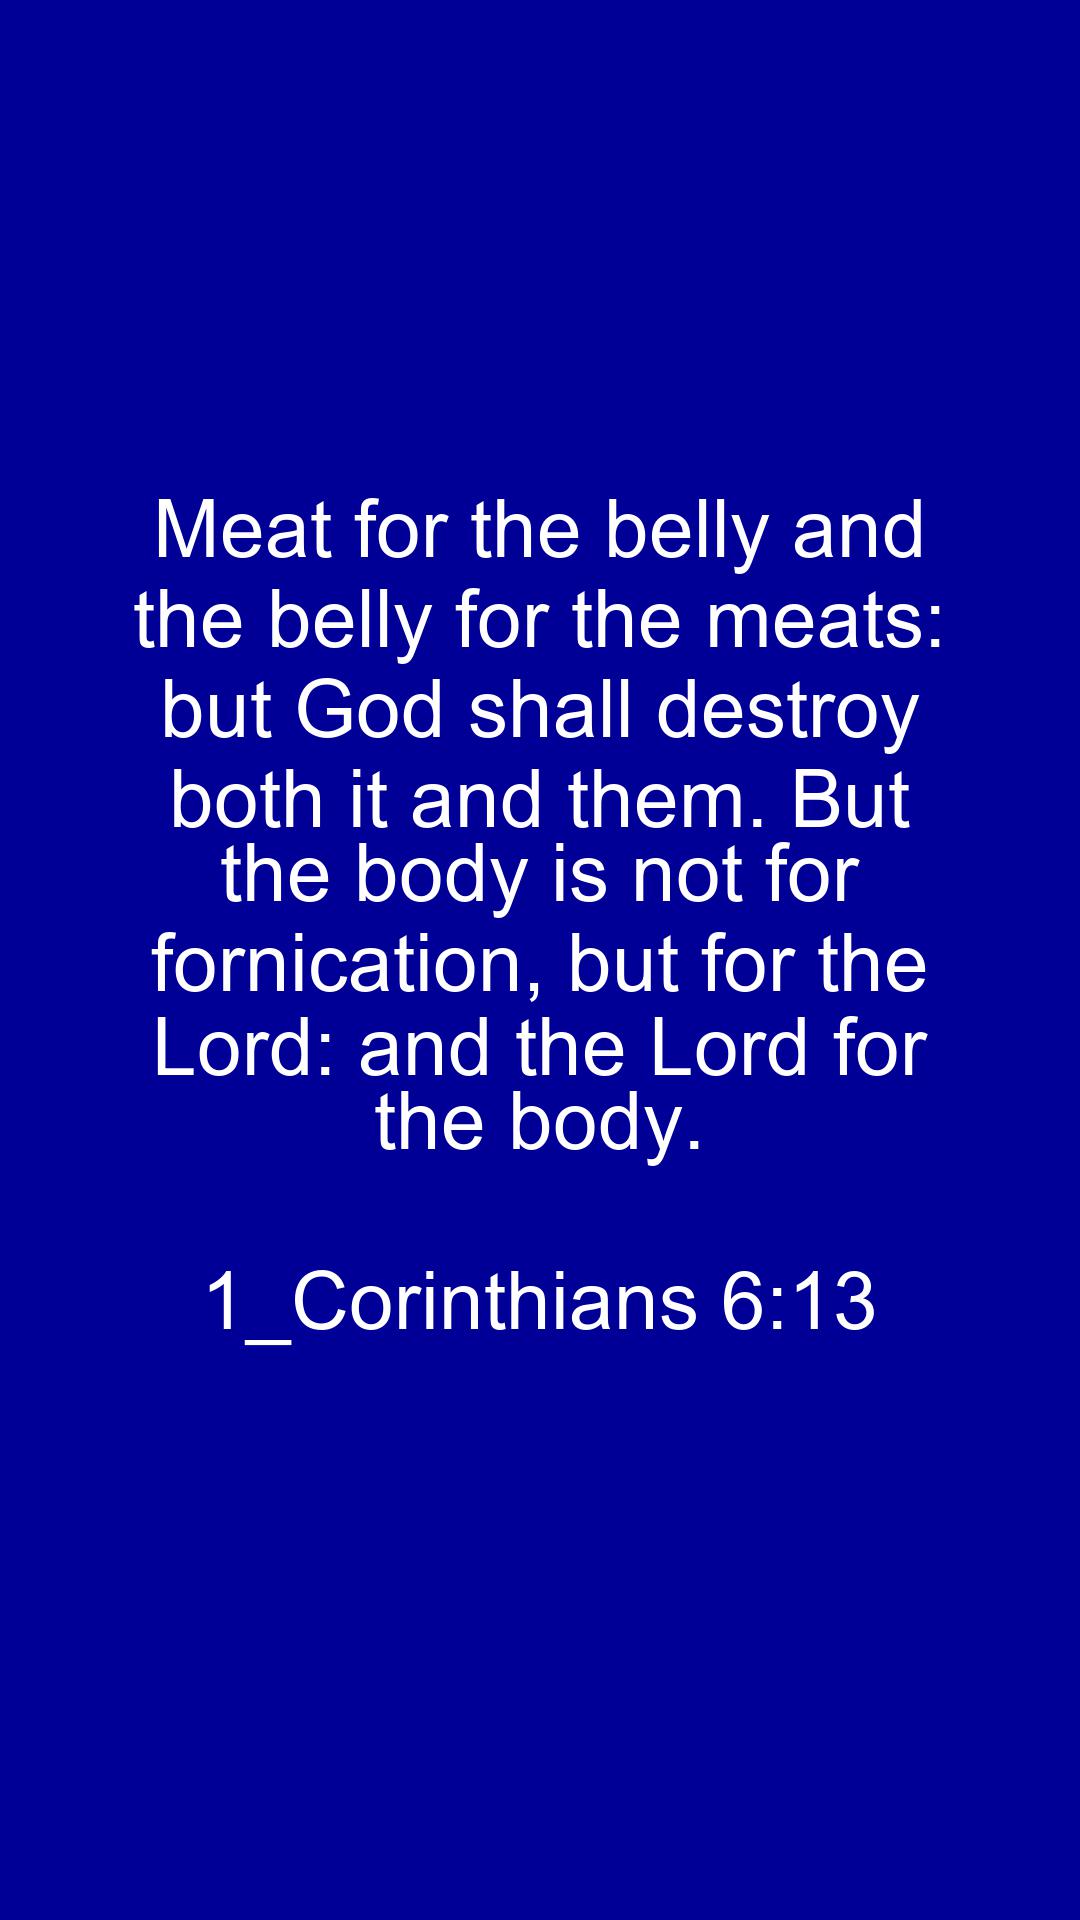 Meat for the belly and
the belly for the meats:
but God shall destroy
both it and them. But
the body is not for
fornication, but for the
Lord: and the Lord for
the body.
1_Corinthians 6:13